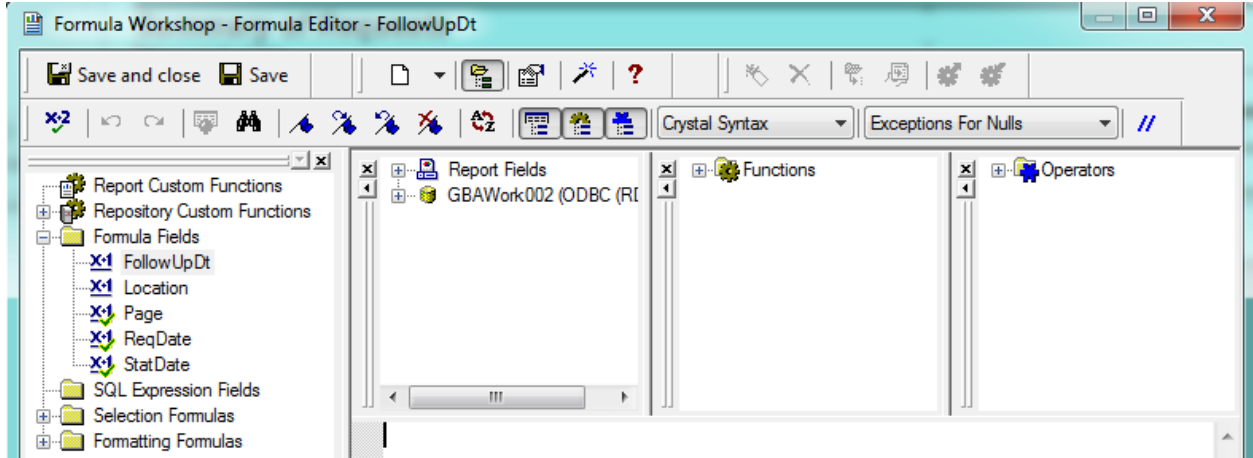 Formula Workshop - Formula Editor - FollowUpDt
Save and close Save
Crystal Syntax Exceptions For Nulls //
Report Custom Functions
Repository Custom Functions
Formula Fields
FollowUpDt
Location
Page
ReqDate
StatDate
SQL Expression Fields
Selection Formulas
Formatting Formulas
Report Fields
GBAWork002 (ODBC (RD
Functions
Operators